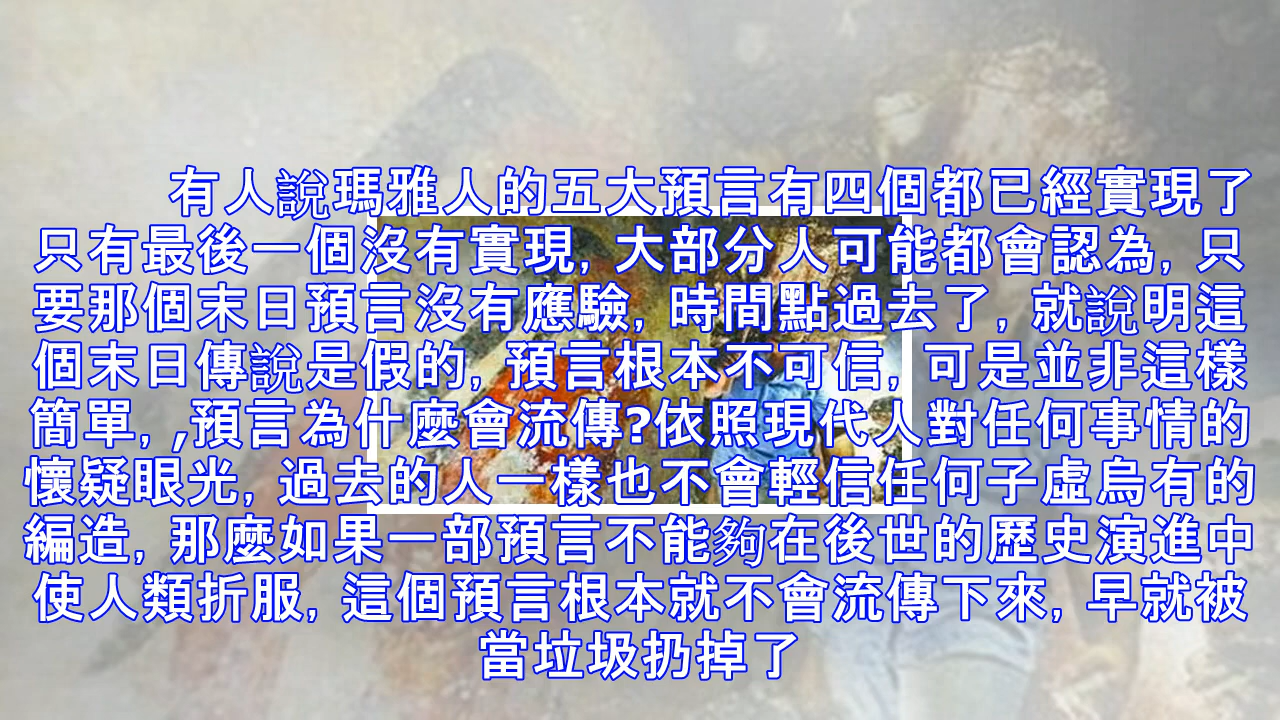 有人說瑪雅人的五大預言有四個都已經實現了
只有最後一個沒有實現, 大部分人可能都會認為, 只
要那個末日預言沒有應驗, 時間點過去了, 就說明這
個末日傳說是假的, 預言根本不可信, 可是並非這樣
簡單, ,預言為什麼會流傳?依照現代人對任何事情的
懷疑眼光, 過去的人一樣也不會輕信任何子虛烏有的
編造, 那麼如果一部預言不能夠在後世的歷史演進中
使人類折服, 這個預言根本就不會流傳下來, 早就被
當垃圾扔掉了